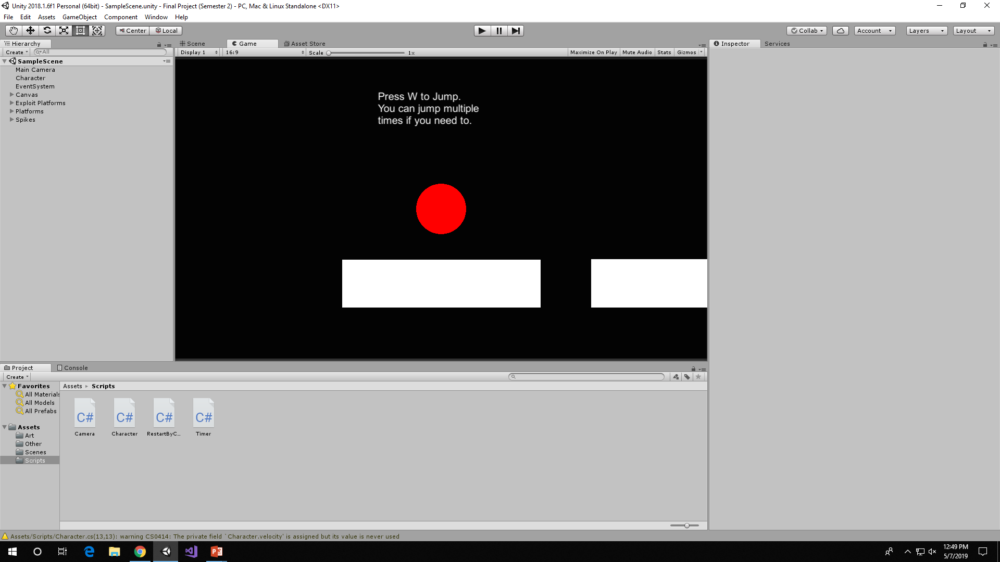 Unity 2018.1.6f1 Personal (64bit) - SampleScene.unity - Final Project (Semester 2) - PC, Mac & Linux Standalone <DX11>
File Edit Assets GameObject Component Window Help
Center Local
Collab Account Layers Layout
Hierarchy
Scene Game Asset Store
Inspector Services
Create All
Display 1 16:9 Scale 1x Maximize On Play Mute Audio Stats Gizmos
SampleScene
Main Camera
Character
EventSystem
Canvas
Exploit Platforms
Platforms
Spikes
Press W to Jump.
You can jump multiple
times if you need to.
Project Console
Create
Favorites
All Materials
All Models
All Prefabs
Assets
Art
Other
Scenes
Scripts
Assets Scripts
C# C# C# C#
Camera Character RestartByC... Timer
Assets/Scripts/Character.cs(13,13): warning CS0414: The private field `Character.velocity' is assigned but its value is never used
12:49 PM
5/7/2019